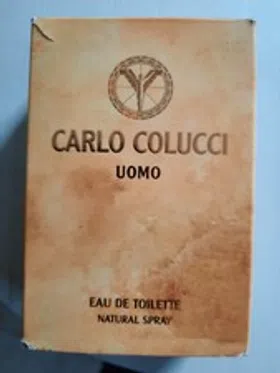 CARLO COLUCCI
UOMO
EAU DE TOILETTE
NATURAL SPRAY